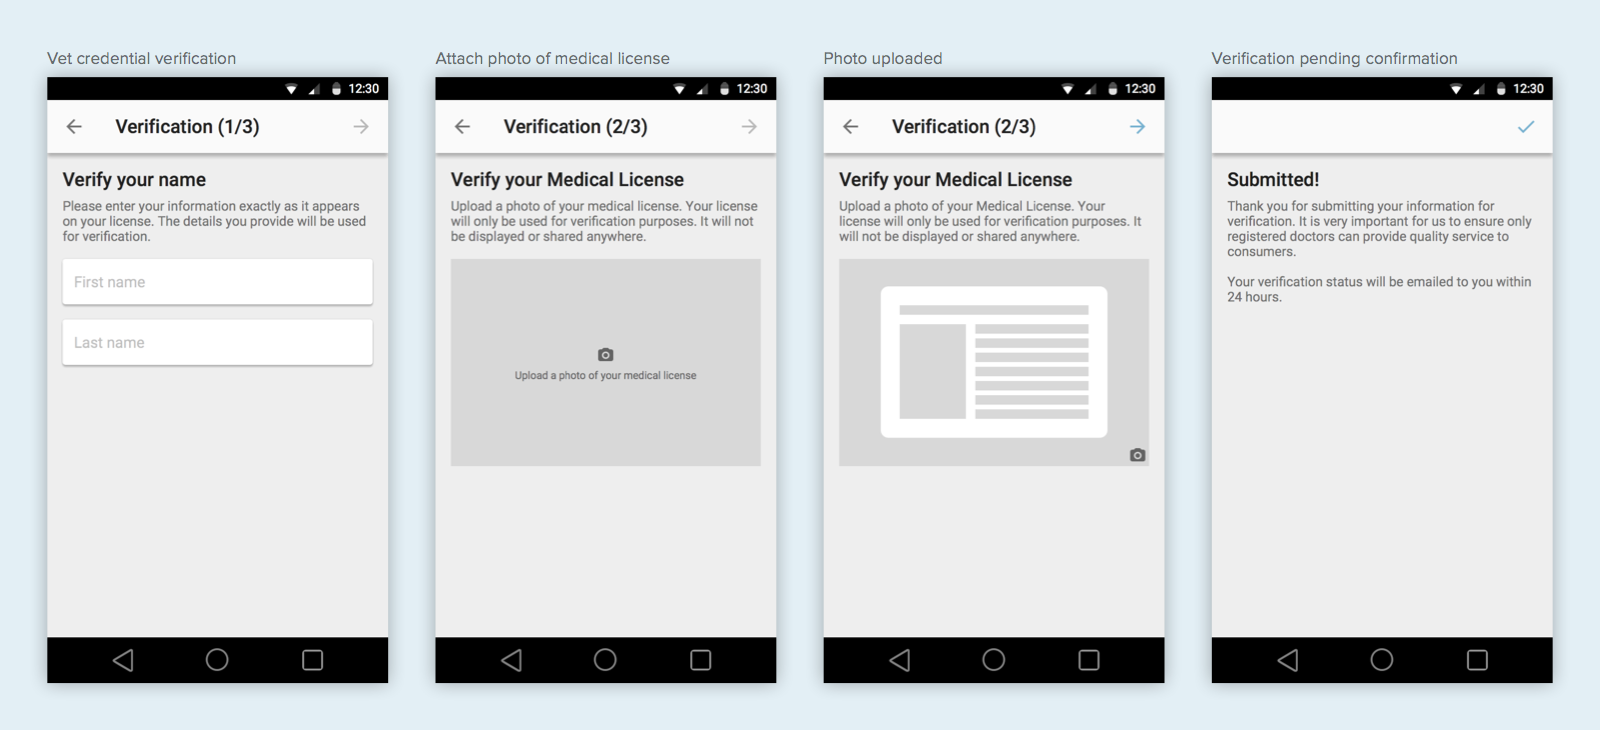 Vet credential verification
12:30
Verification (1/3)
Verify your name
Please enter your information exactly as it appears
on your license. The details you provide will be used
for verification.
First name
Last name
Attach photo of medical license
12:30
Verification (2/3)
Verify your Medical License
Upload a photo of your medical license. Your license
will only be used for verification purposes. It will not
be displayed or shared anywhere.
Upload a photo of your medical license
Photo uploaded
12:30
Verification (2/3)
Verify your Medical License
Upload a photo of your Medical License. Your
license will only be used for verification purposes. It
will not be displayed or shared anywhere.
Verification pending confirmation
12:30
Submitted!
Thank you for submitting your information for
verification. It is very important for us to ensure only
registered doctors can provide quality service to
consumers.
Your verification status will be emailed to you within
24 hours.